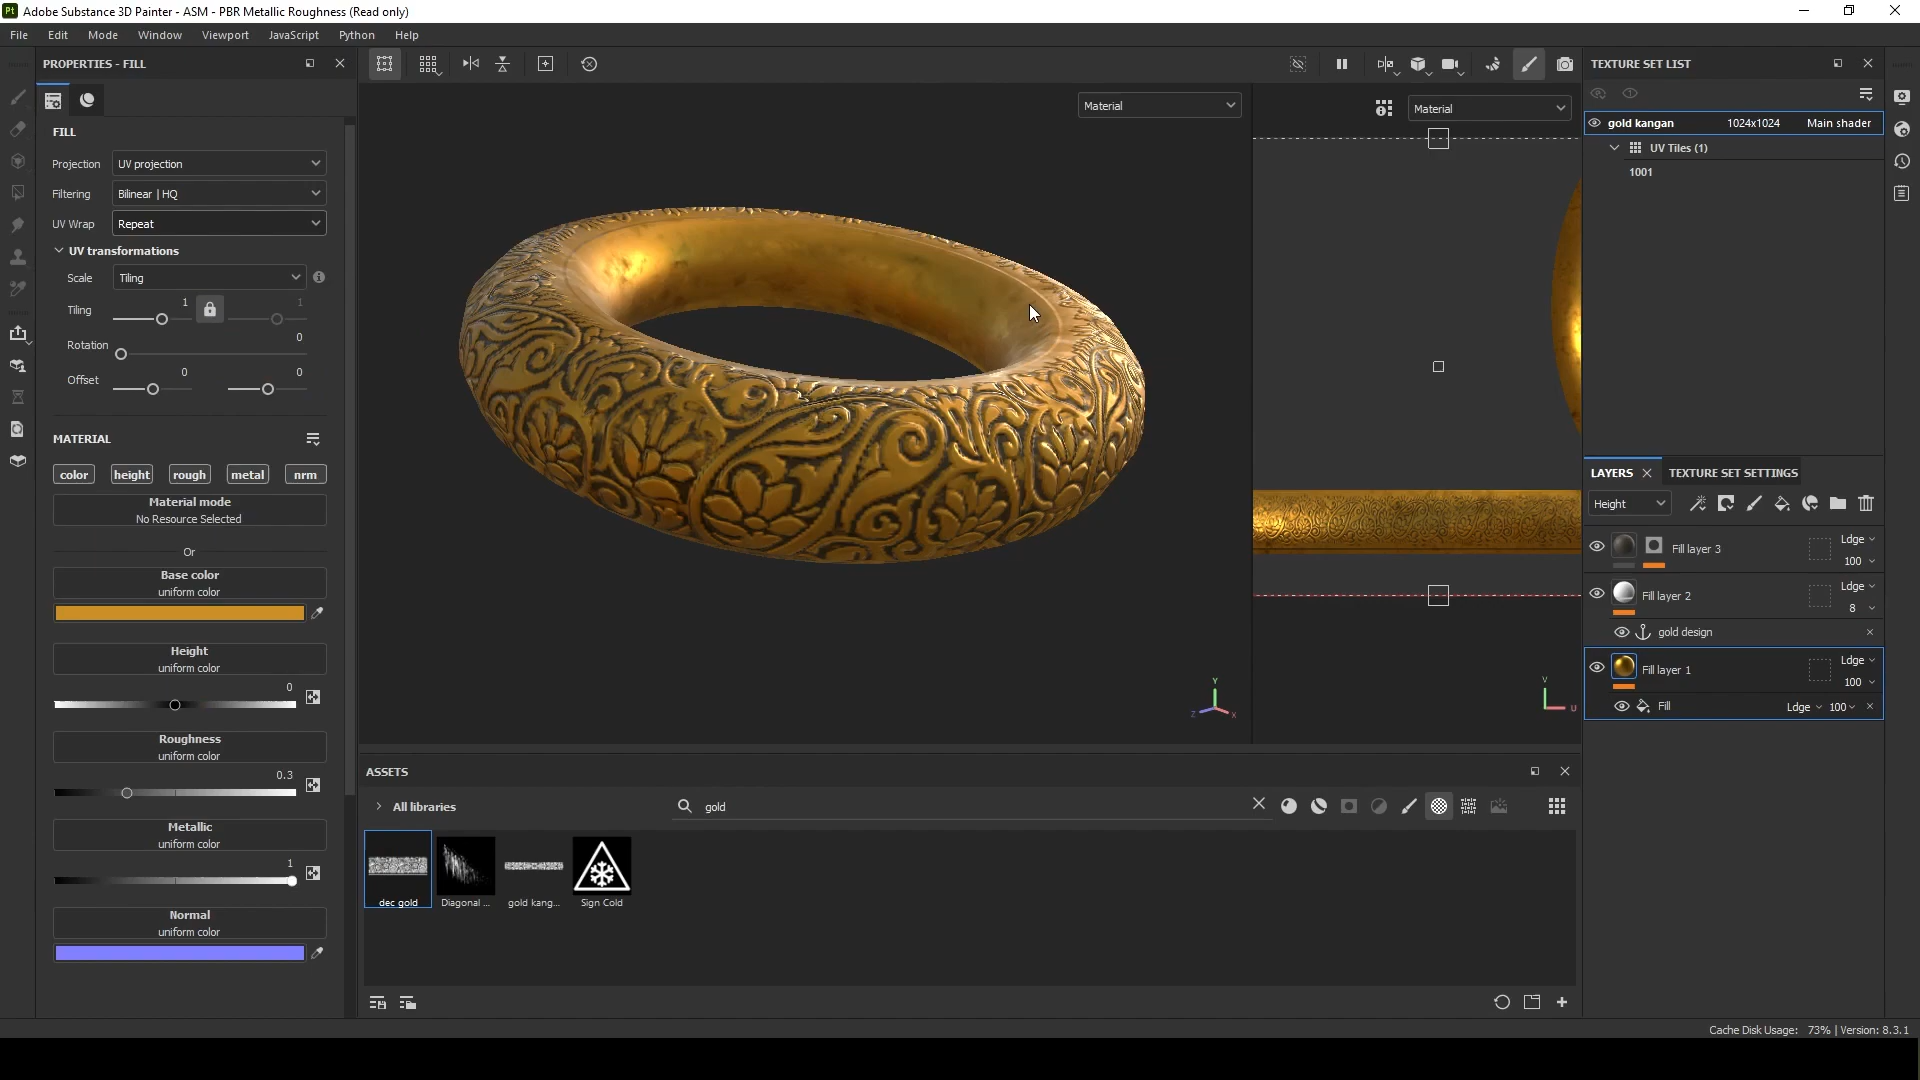 Pt Adobe Substance 3D Painter - ASM - PBR Metallic Roughness (Read only)
File Edit Mode Window Viewport JavaScript Python Help
PROPERTIES - FILL
FILL
Projection UV projection
Filtering Bilinear | HQ
UV Wrap Repeat
UV transformations
Scale Tiling
Tiling 1 1
Rotation 0
Offset 0 0
MATERIAL
color height rough metal nrm
Material mode
No Resource Selected
Or
Base color
uniform color
Height
uniform color
0
Roughness
uniform color
0.3
Metallic
uniform color
1
Normal
uniform color
Material
Y
Z X
Material
V
U
ASSETS
All libraries
gold
dec gold
Diagonal ...
gold kang...
Sign Cold
TEXTURE SET LIST
gold kangan 1024x1024 Main shader
UV Tiles (1)
1001
LAYERS TEXTURE SET SETTINGS
Height
Fill layer 3 Ldge
100
Fill layer 2 Ldge
8
gold design
Fill layer 1 Ldge
100
Fill Ldge 100
Cache Disk Usage: 73% | Version: 8.3.1